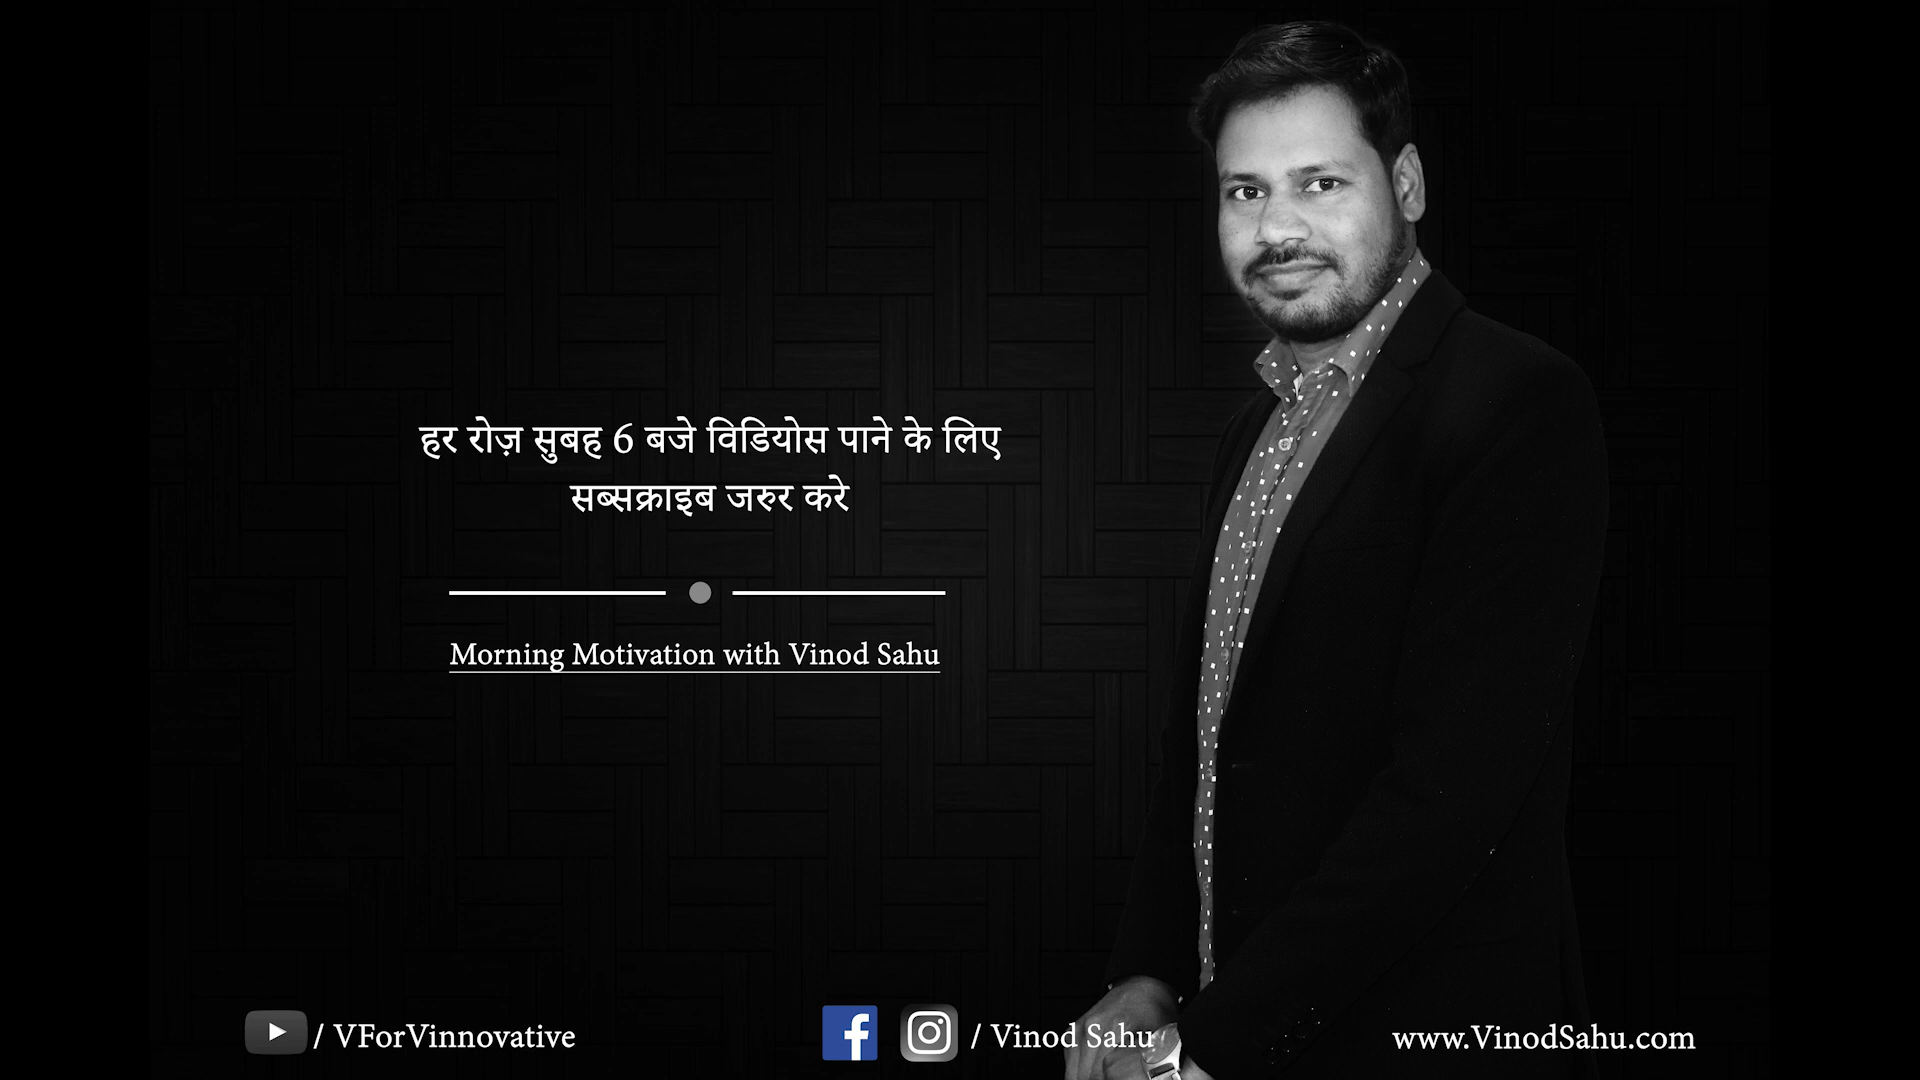 हर रोज़ सुबह 6 बजे विडियोस पाने के लिए
सब्सक्राइब जरुर करे
Morning Motivation with Vinod Sahu
/ VForVinnovative
/ Vinod Sahu
www.VinodSahu.com